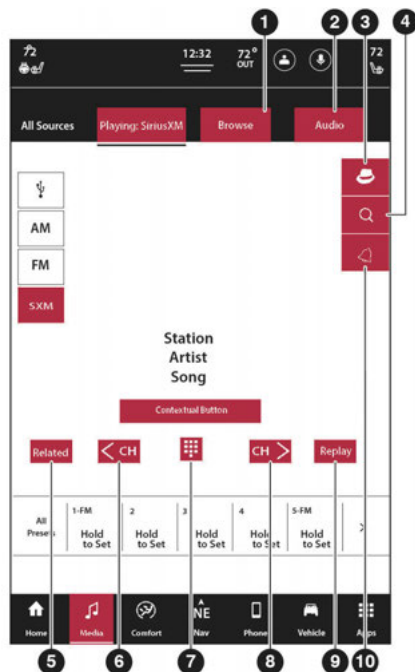 1 2 3 4
72 12:32 72° OUT 72
All Sources Playing: SiriusXM Browse Audio
AM
FM
SXM
Station
Artist
Song
Contextual Button
Related < CH CH > Replay
All Presets
1-FM Hold to Set
2 Hold to Set
3 Hold to Set
4 Hold to Set
5-FM Hold to Set
Home Media Comfort NE Nav Phone Vehicle Apps
5 6 7 8 9 10